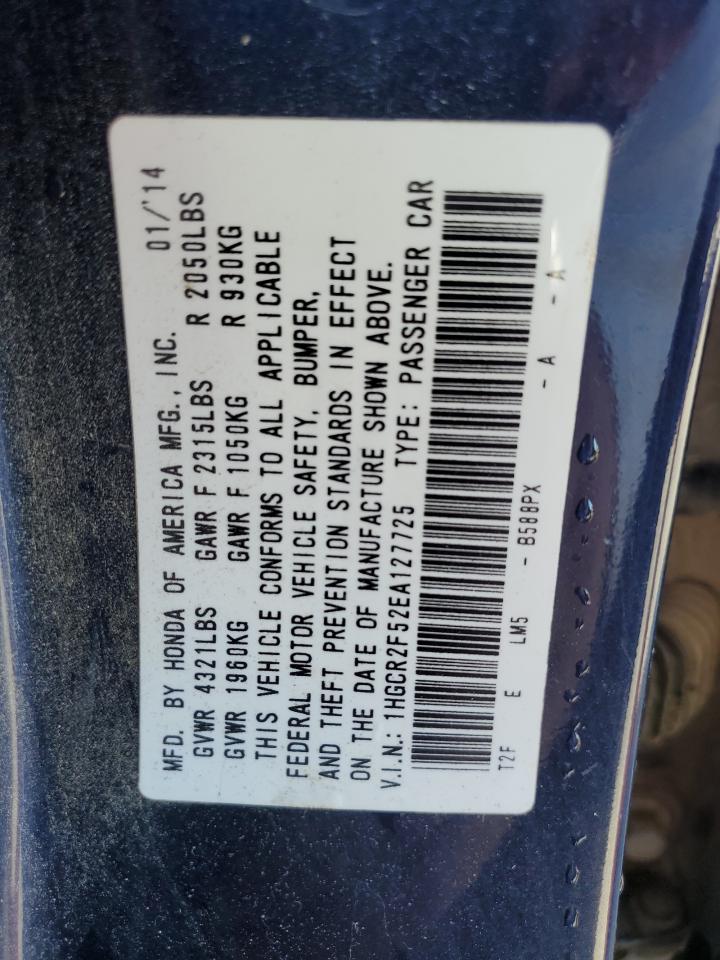 MFD. BY HONDA OF AMERICA MFG., INC. 01/'14
GVWR 4321LBS GAWR F 2315LBS R 2050LBS
GVWR 1960KG GAWR F 1050KG R 930KG
THIS VEHICLE CONFORMS TO ALL APPLICABLE
FEDERAL MOTOR VEHICLE SAFETY, BUMPER,
AND THEFT PREVENTION STANDARDS IN EFFECT
ON THE DATE OF MANUFACTURE SHOWN ABOVE.
V.I.N.: 1HGCR2F52EA127725 TYPE: PASSENGER CAR
T2F E LM5 - B588PX - A - A